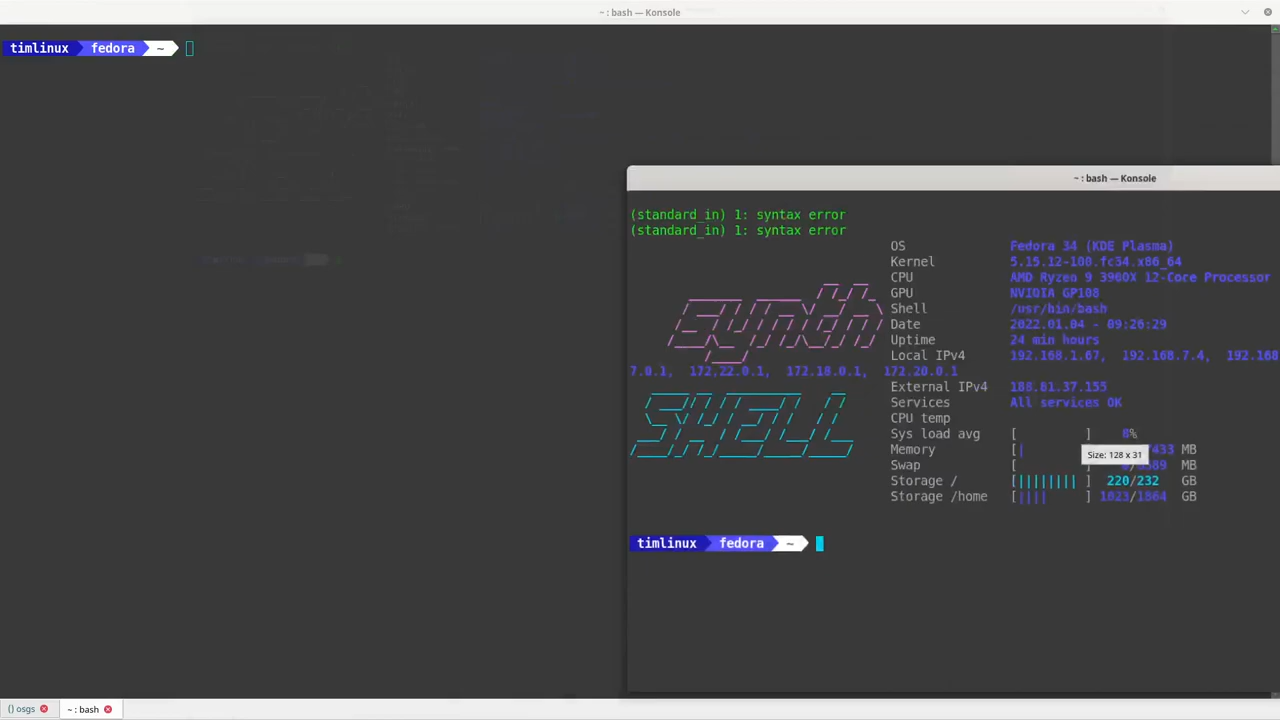 ~ : bash — Konsole
timlinux fedora ~
~ : bash — Konsole
(standard_in) 1: syntax error
(standard_in) 1: syntax error
OS Fedora 34 (KDE Plasma)
Kernel 5.15.12-100.fc34.x86_64
CPU AMD Ryzen 9 3900X 12-Core Processor
GPU NVIDIA GP108
Shell /usr/bin/bash
Date 2022.01.04 - 09:26:29
Uptime 24 min hours
Local IPv4 192.168.1.67, 192.168.7.4, 192.168
7.0.1, 172.22.0.1, 172.18.0.1, 172.20.0.1
synth
SHELL
External IPv4 188.81.37.155
Services All services OK
CPU temp
Sys load avg [ ] 8%
Memory [| 433 MB
Size: 128 x 31
Swap [ MB
Storage / [|||||||| ] 220/232 GB
Storage /home [|||| ] 1023/1864 GB
timlinux fedora ~
() osgs
~ : bash